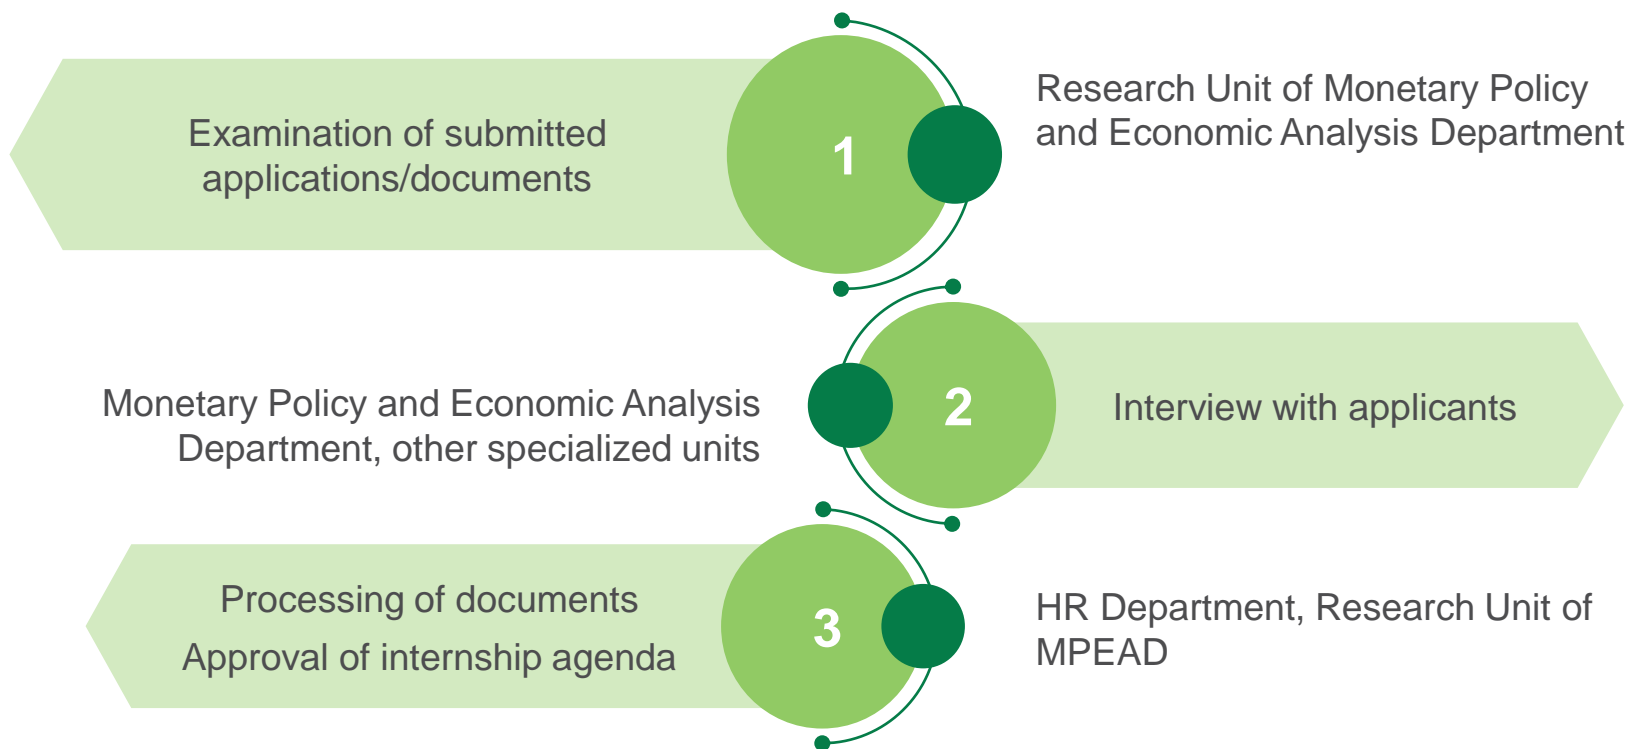 Examination of submitted
applications/documents
1
Research Unit of Monetary Policy
and Economic Analysis Department
Monetary Policy and Economic Analysis
Department, other specialized units
2
Interview with applicants
Processing of documents
Approval of internship agenda
3
HR Department, Research Unit of
MPEAD